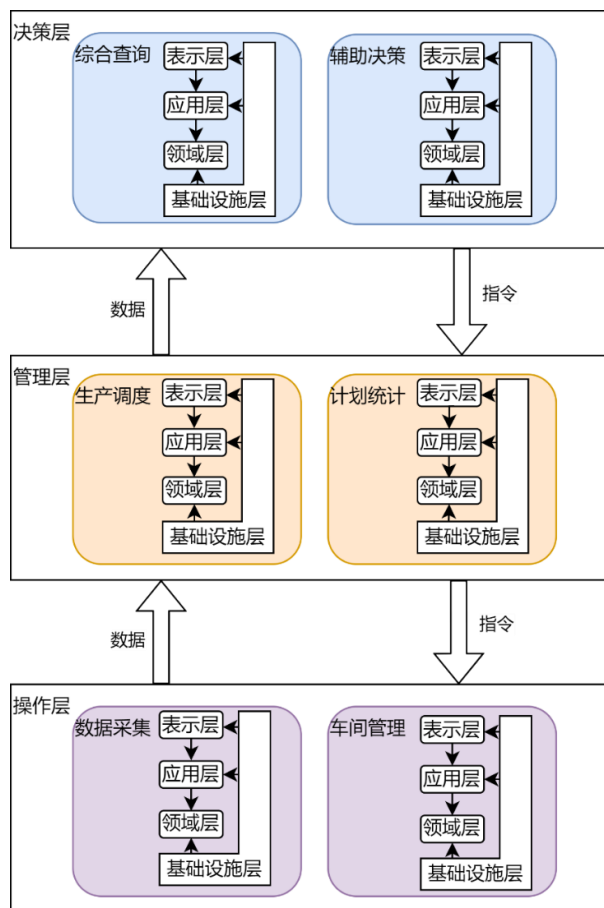 决策层
综合查询
表示层
应用层
领域层
基础设施层
辅助决策
表示层
应用层
领域层
基础设施层
数据
指令
管理层
生产调度
表示层
应用层
领域层
基础设施层
计划统计
表示层
应用层
领域层
基础设施层
数据
指令
操作层
数据采集
表示层
应用层
领域层
基础设施层
车间管理
表示层
应用层
领域层
基础设施层